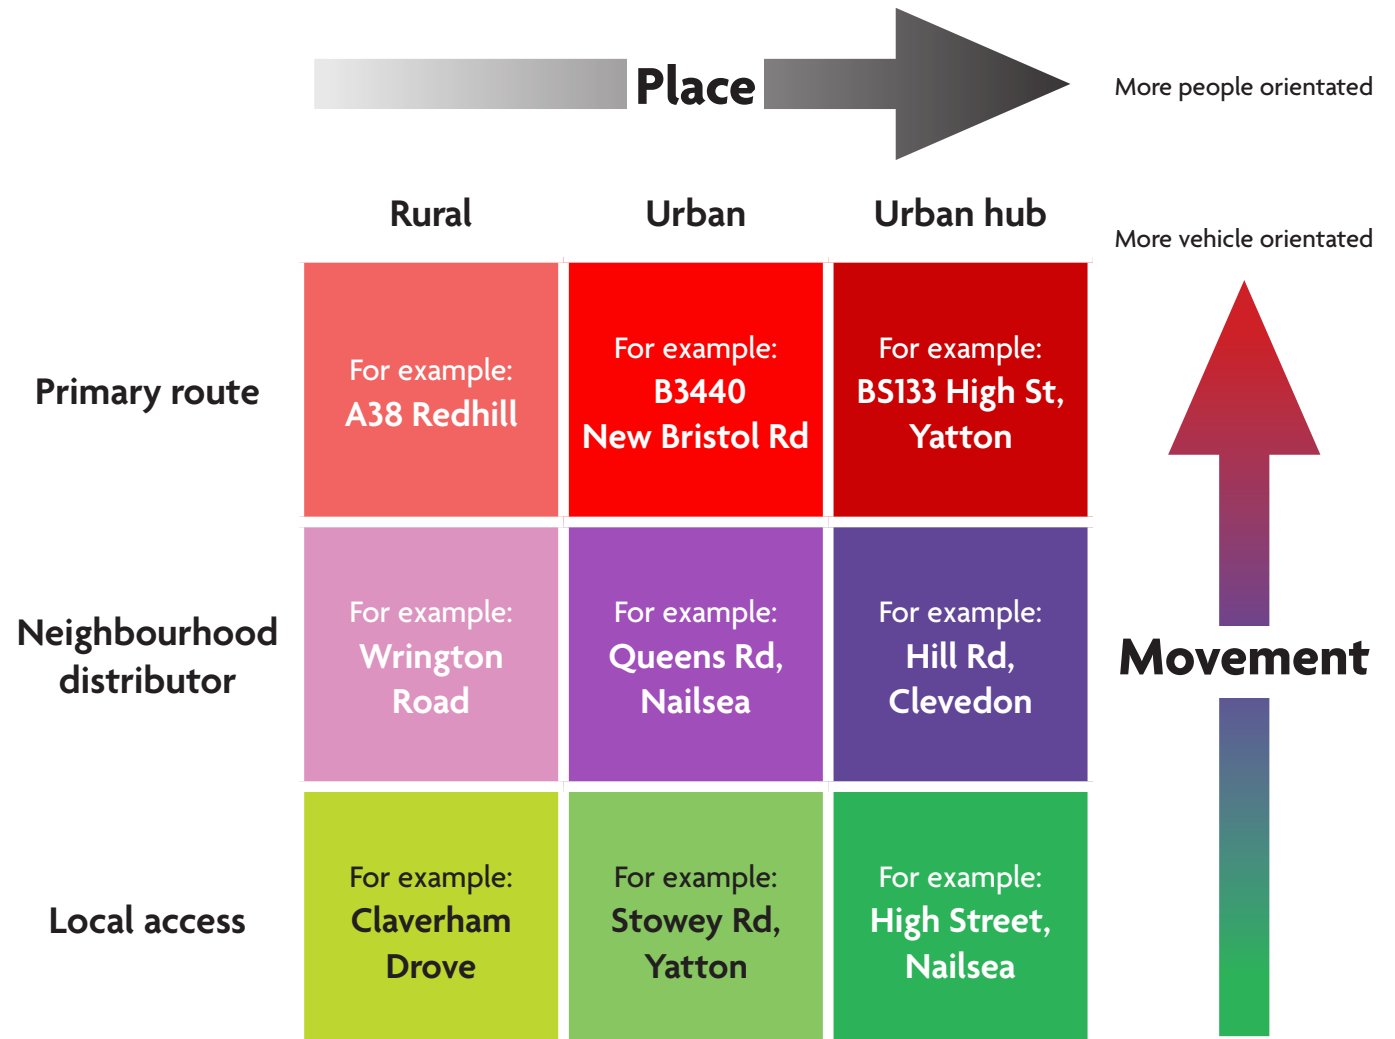 Place
More people orientated
Rural
Urban
Urban hub
More vehicle orientated
Primary route
For example:
A38 Redhill
For example:
B3440
New Bristol Rd
For example:
BS133 High St,
Yatton
Neighbourhood
distributor
For example:
Wrington
Road
For example:
Queens Rd,
Nailsea
For example:
Hill Rd,
Clevedon
Movement
Local access
For example:
Claverham
Drove
For example:
Stowey Rd,
Yatton
For example:
High Street,
Nailsea